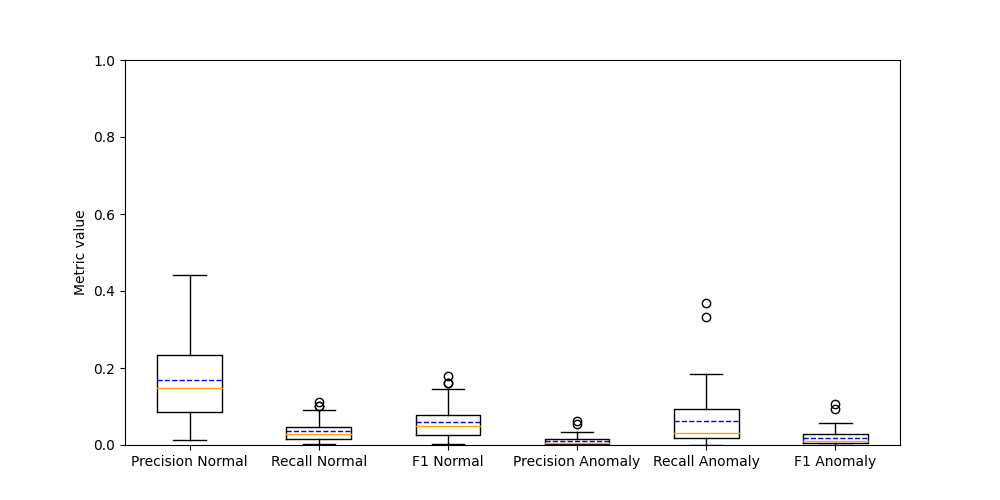 1.0
0.8
0.6
0.4
0.2
0.0
Metric value
Precision Normal
Recall Normal
F1 Normal
Precision Anomaly
Recall Anomaly
F1 Anomaly